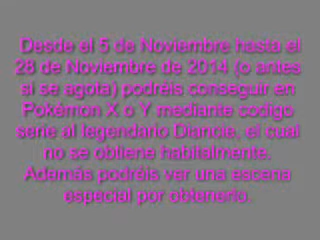 Desde el 5 de Noviembre hasta el
28 de Noviembre de 2014 (o antes
si se agota) podréis conseguir en
Pokémon X o Y mediante codigo
serie al legendario Diancie, el cual
no se obtiene habitalmente.
Además podréis ver una escena
especial por obtenerlo.